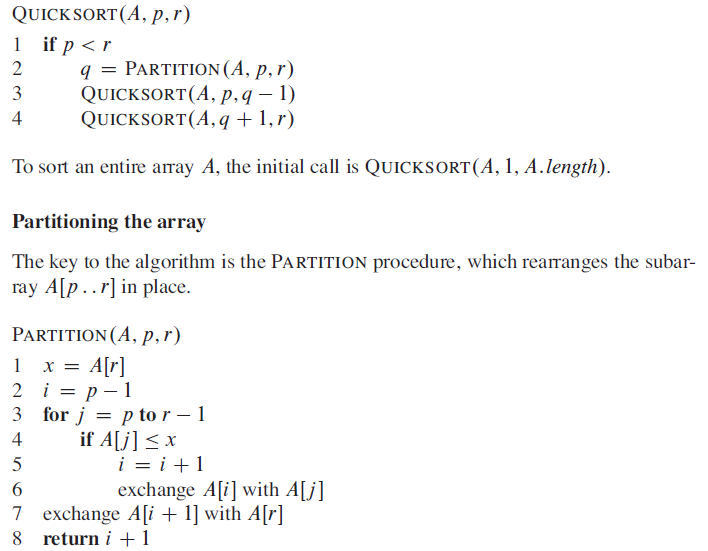 QUICKSORT(A, p, r)
1 if p < r
2 q = PARTITION(A, p, r)
3 QUICKSORT(A, p, q − 1)
4 QUICKSORT(A, q + 1, r)
To sort an entire array A, the initial call is QUICKSORT(A, 1, A.length).
Partitioning the array
The key to the algorithm is the PARTITION procedure, which rearranges the subar-
ray A[p . . r] in place.
PARTITION(A, p, r)
1 x = A[r]
2 i = p − 1
3 for j = p to r − 1
4 if A[j] ≤ x
5 i = i + 1
6 exchange A[i] with A[j]
7 exchange A[i + 1] with A[r]
8 return i + 1